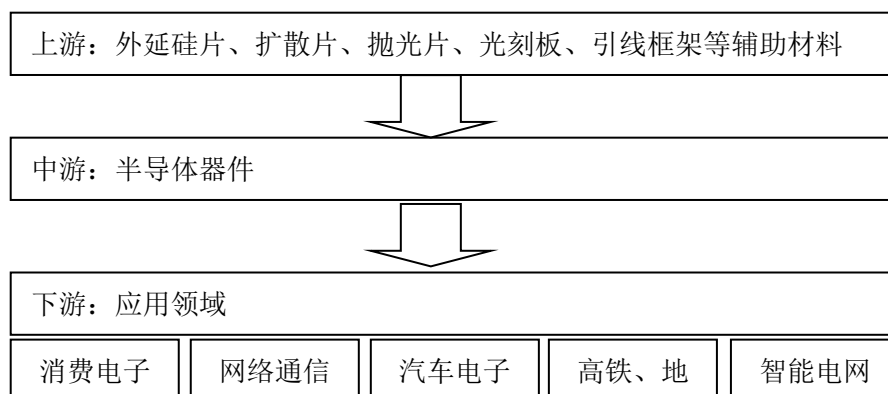 上游：外延硅片、扩散片、抛光片、光刻板、引线框架等辅助材料
中游：半导体器件
下游：应用领域
消费电子
网络通信
汽车电子
高铁、地
智能电网